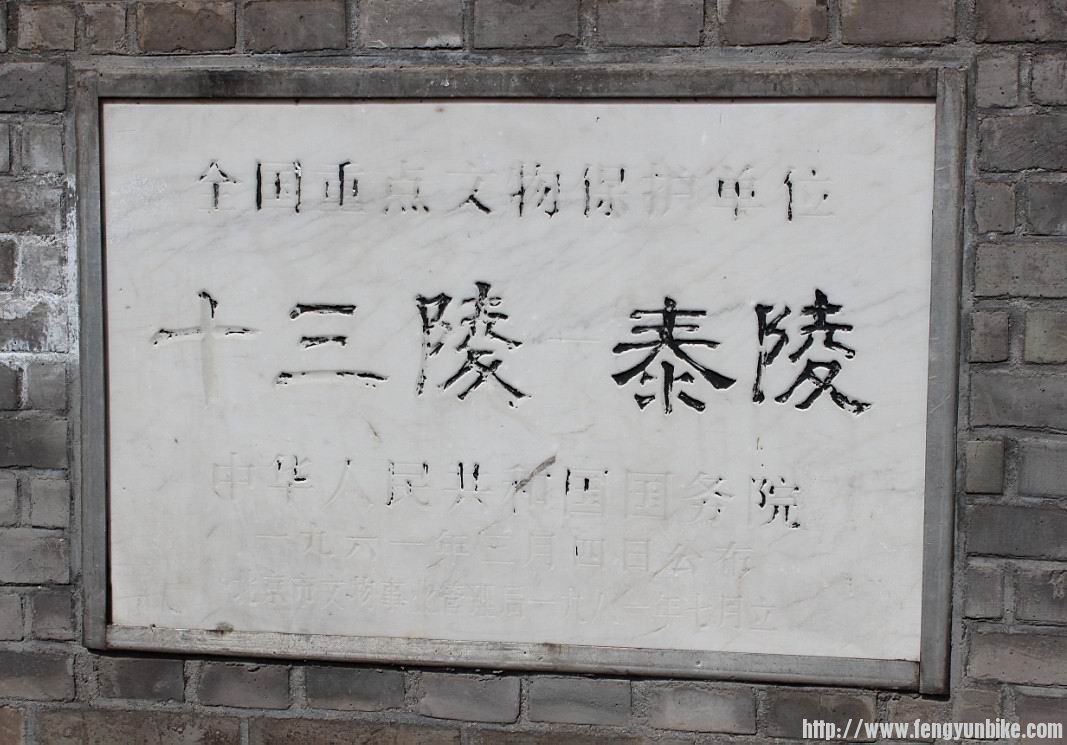 全国重点文物保护单位
十三陵—泰陵
中华人民共和国国务院
一九六一年三月四日公布
北京市文物事业管理局一九八一年七月立
http://www.fengyunbike.com